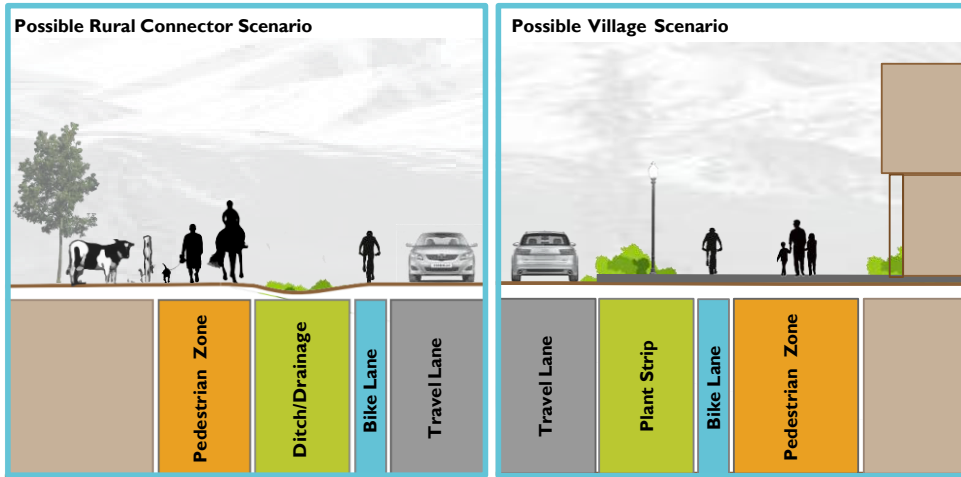 Possible Rural Connector Scenario
Pedestrian Zone
Ditch/Drainage
Bike Lane
Travel Lane
Possible Village Scenario
Travel Lane
Plant Strip
Bike Lane
Pedestrian Zone